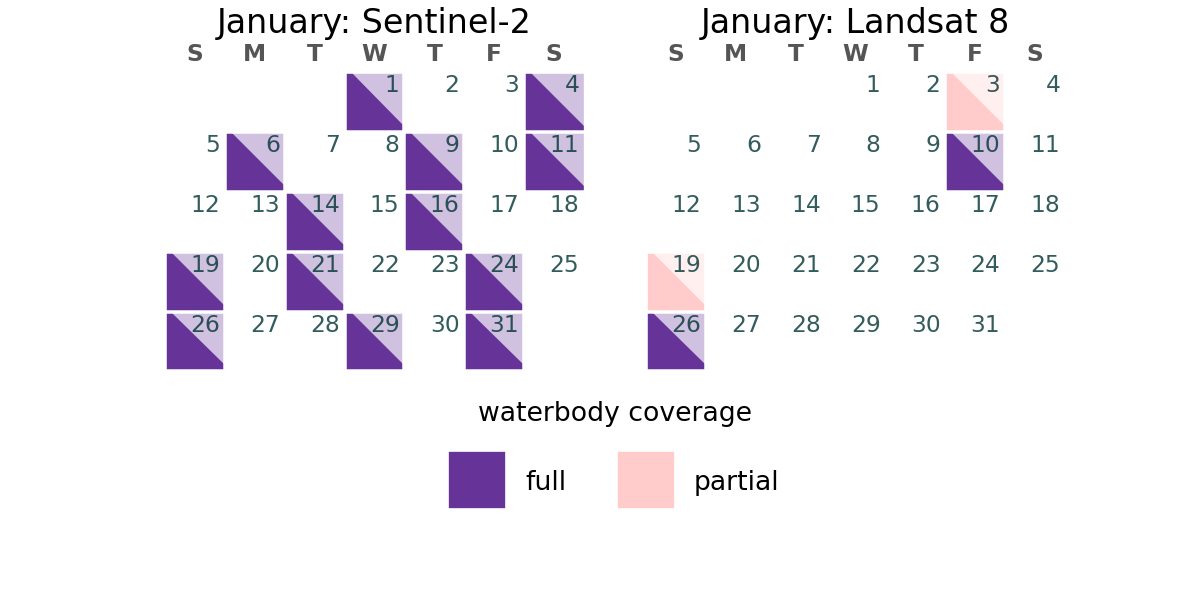 January: Sentinel-2
S M T W T F S
1 2 3 4
5 6 7 8 9 10 11
12 13 14 15 16 17 18
19 20 21 22 23 24 25
26 27 28 29 30 31
January: Landsat 8
S M T W T F S
1 2 3 4
5 6 7 8 9 10 11
12 13 14 15 16 17 18
19 20 21 22 23 24 25
26 27 28 29 30 31
waterbody coverage
full partial